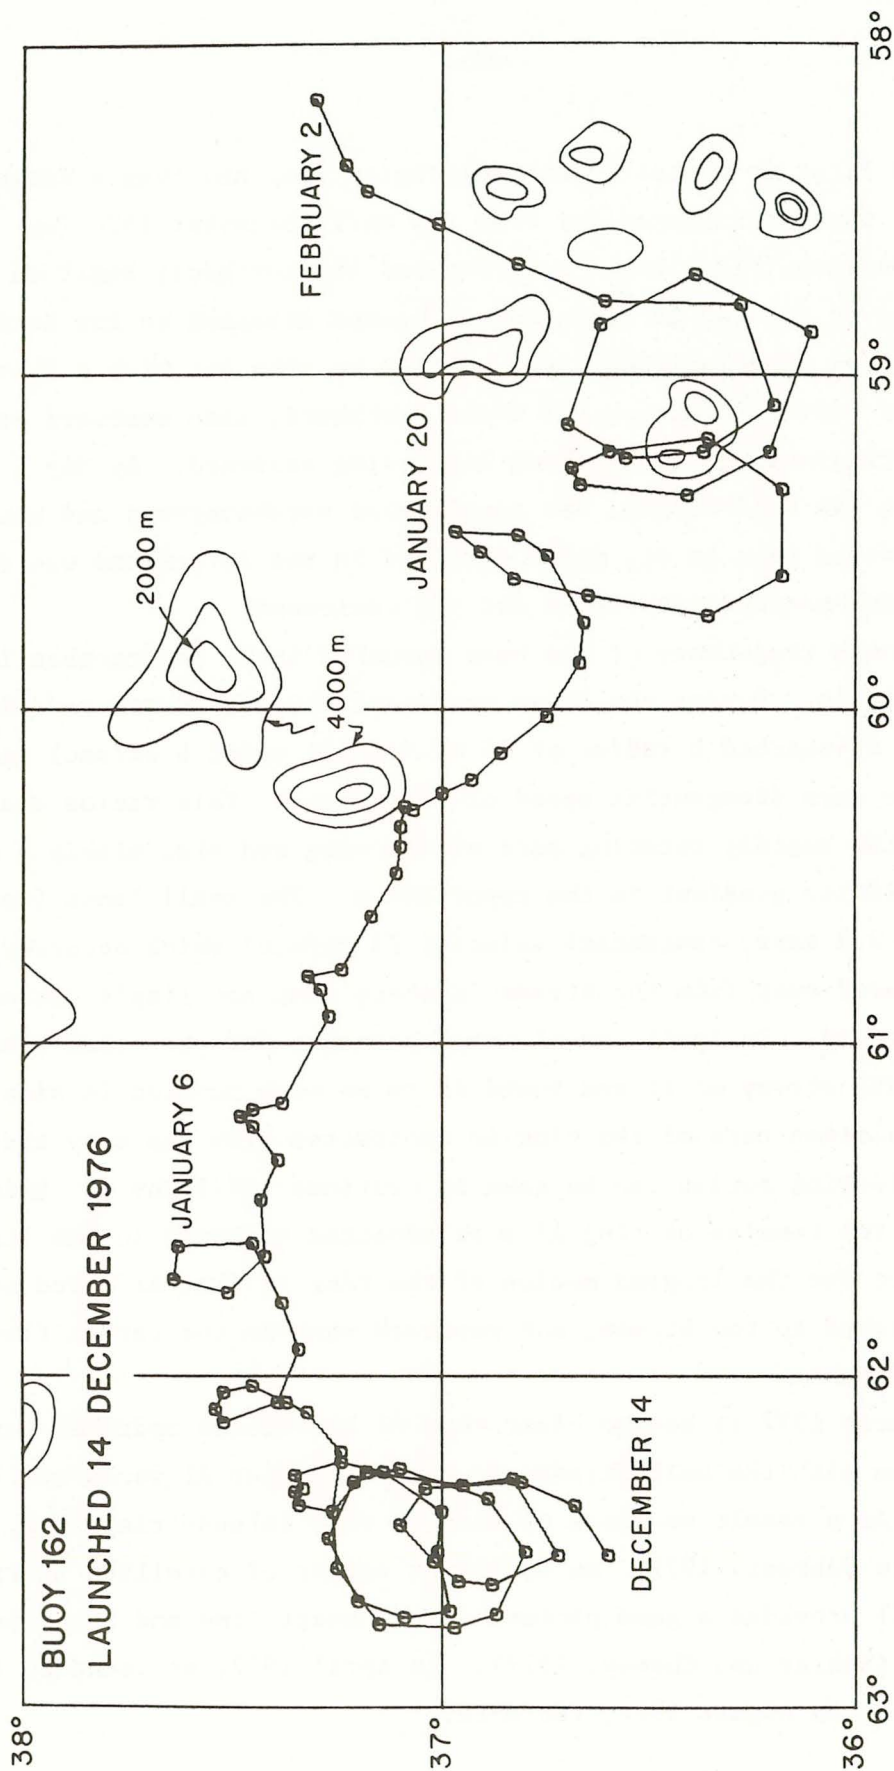 BUOY 162
LAUNCHED 14 DECEMBER 1976
38°
37°
36°
63°
62°
61°
60°
59°
58°
DECEMBER 14
JANUARY 6
4000 m
2000 m
JANUARY 20
FEBRUARY 2